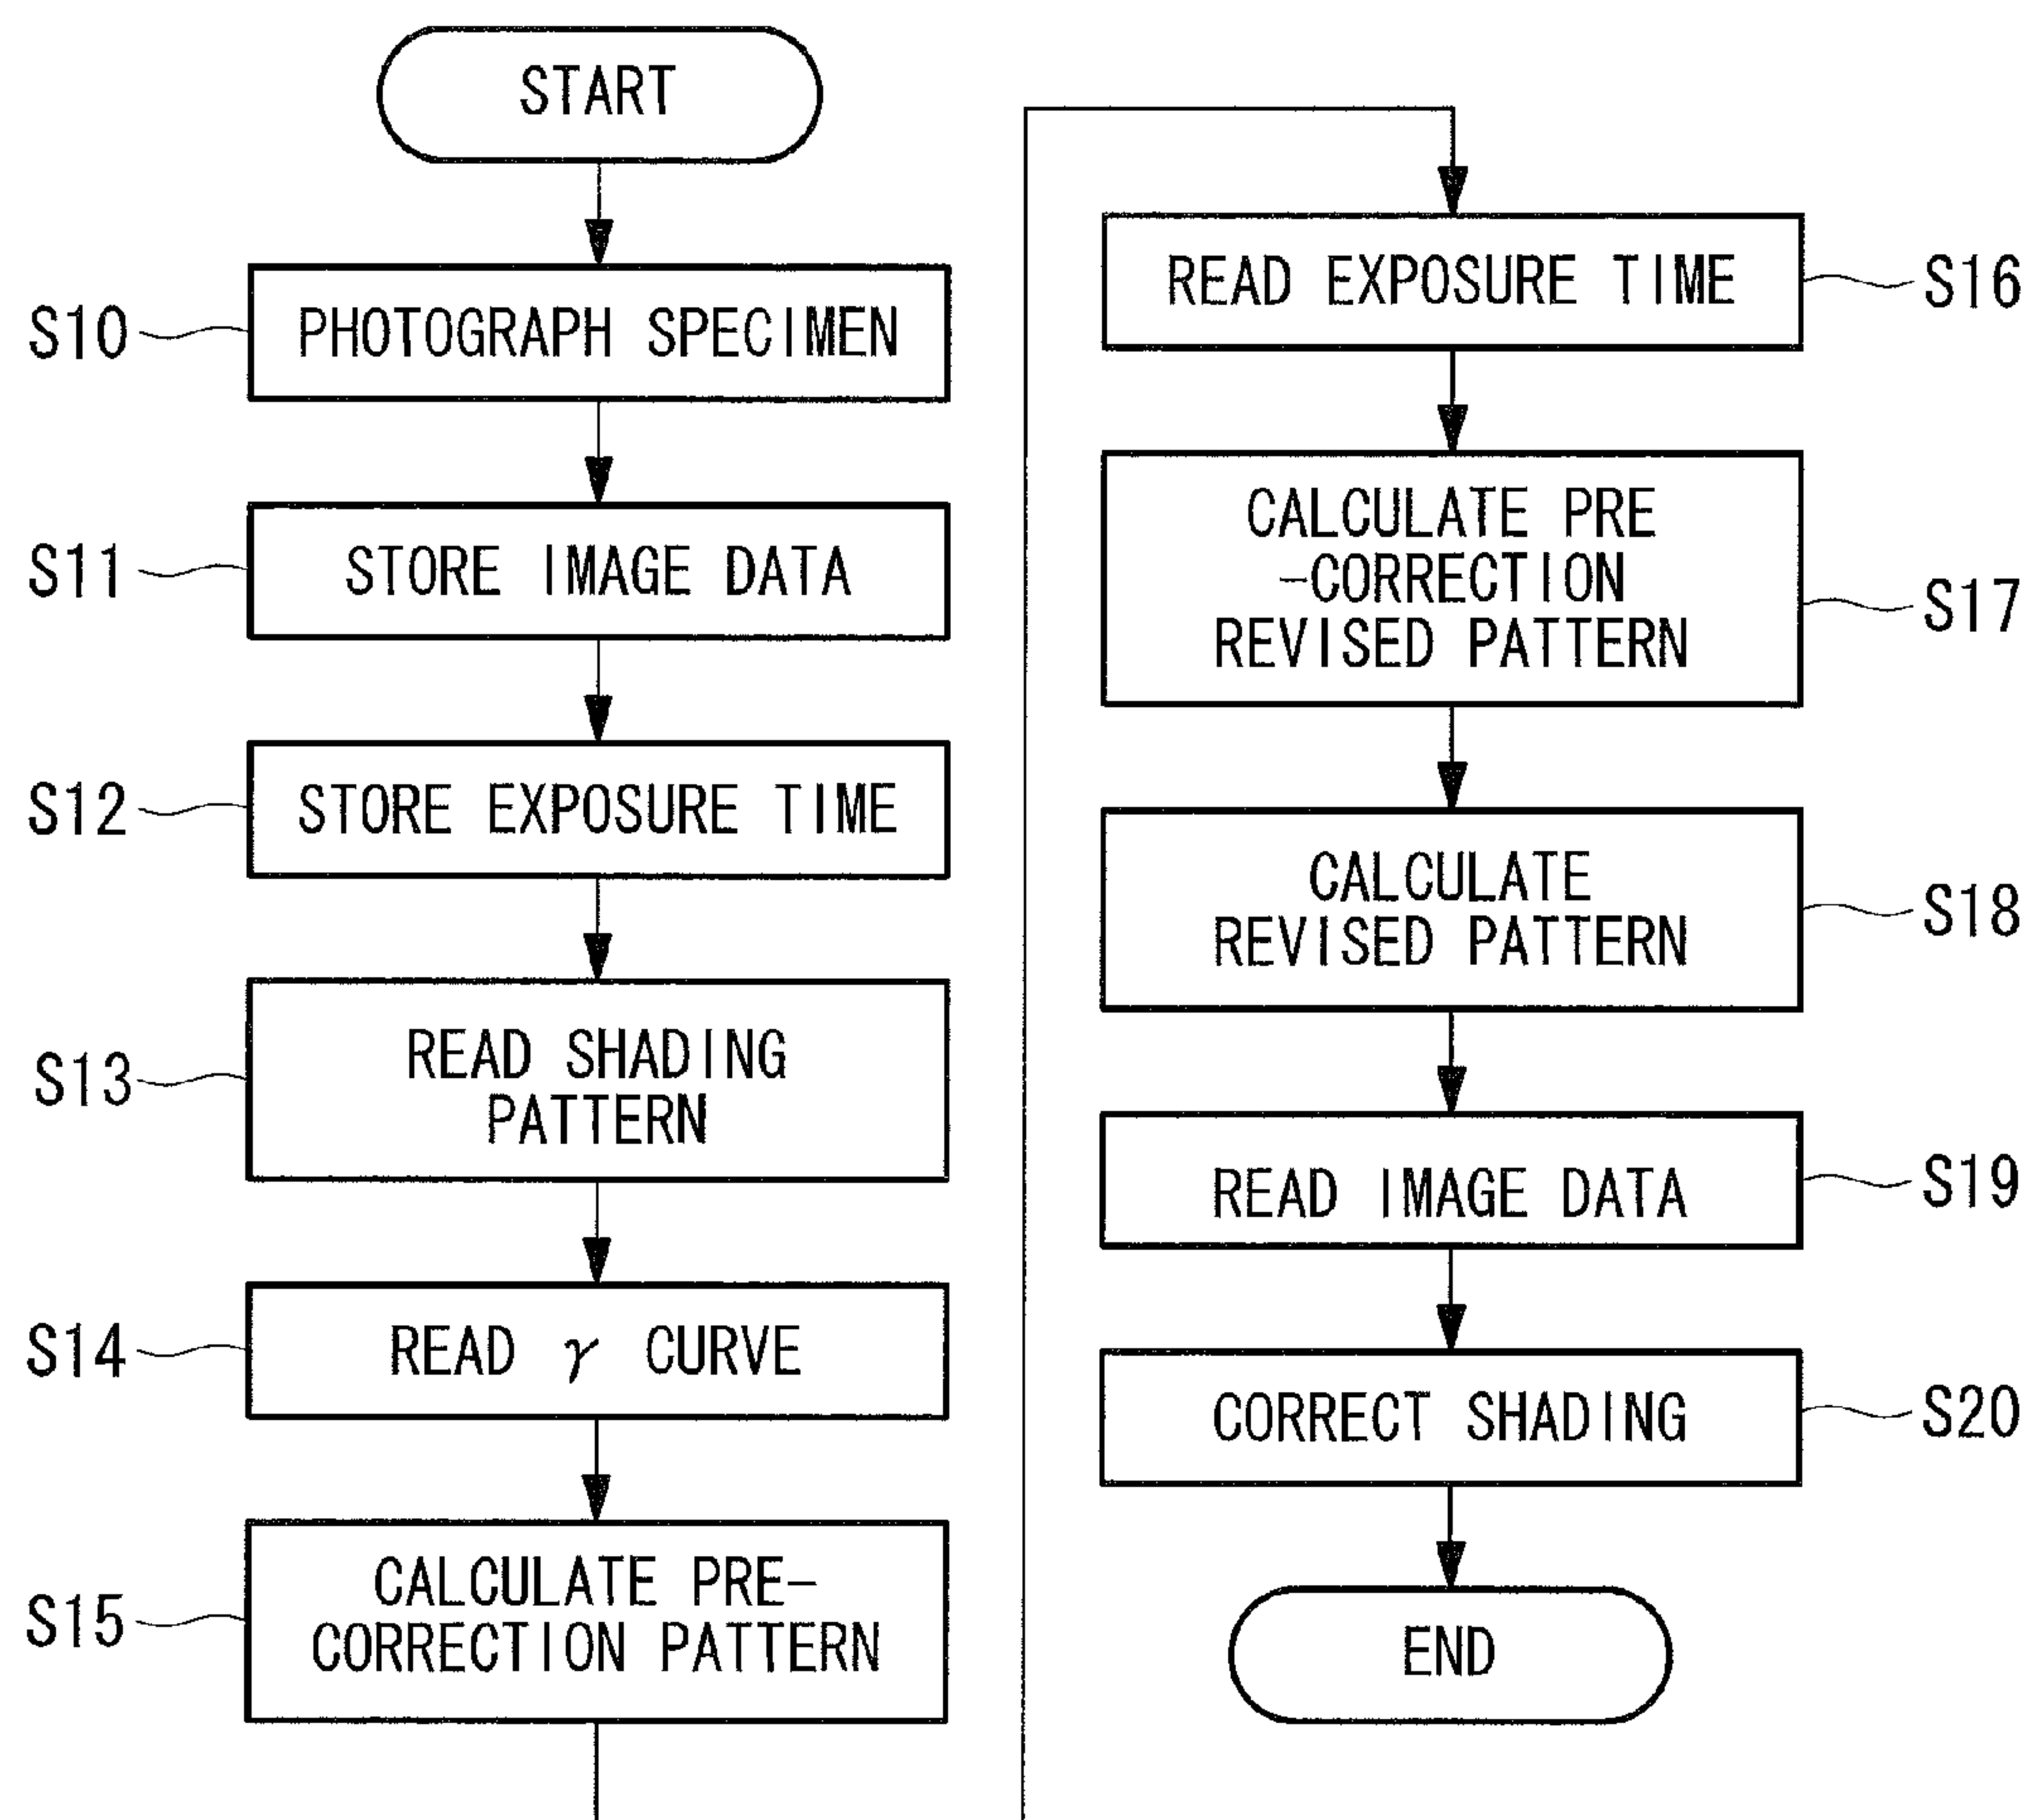 START
S10
PHOTOGRAPH SPECIMEN
S11
STORE IMAGE DATA
S12
STORE EXPOSURE TIME
S13
READ SHADING
PATTERN
S14
READ γ CURVE
S15
CALCULATE PRE-
CORRECTION PATTERN
READ EXPOSURE TIME
S16
CALCULATE PRE
-CORRECTION
REVISED PATTERN
S17
CALCULATE
REVISED PATTERN
S18
READ IMAGE DATA
S19
CORRECT SHADING
S20
END